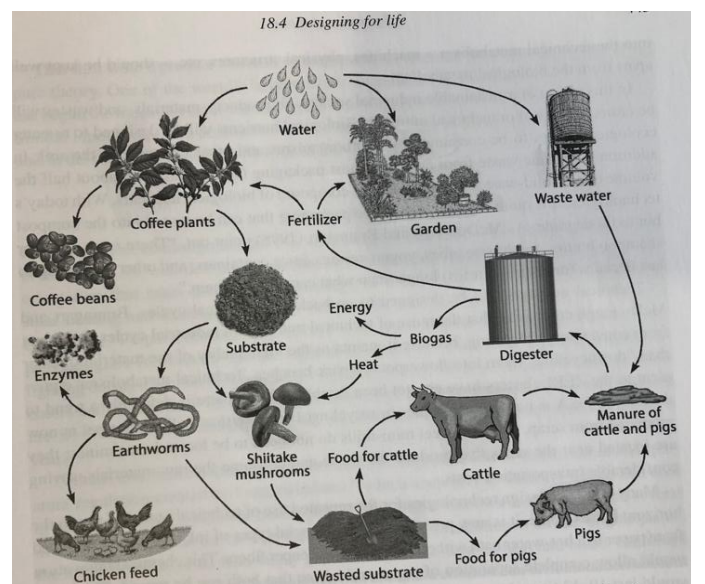 18.4 Designing for life
Water
Coffee plants
Fertilizer
Garden
Waste water
Coffee beans
Substrate
Energy
Biogas
Digester
Enzymes
Heat
Earthworms
Shiitake
mushrooms
Food for cattle
Cattle
Manure of
cattle and pigs
Chicken feed
Wasted substrate
Food for pigs
Pigs